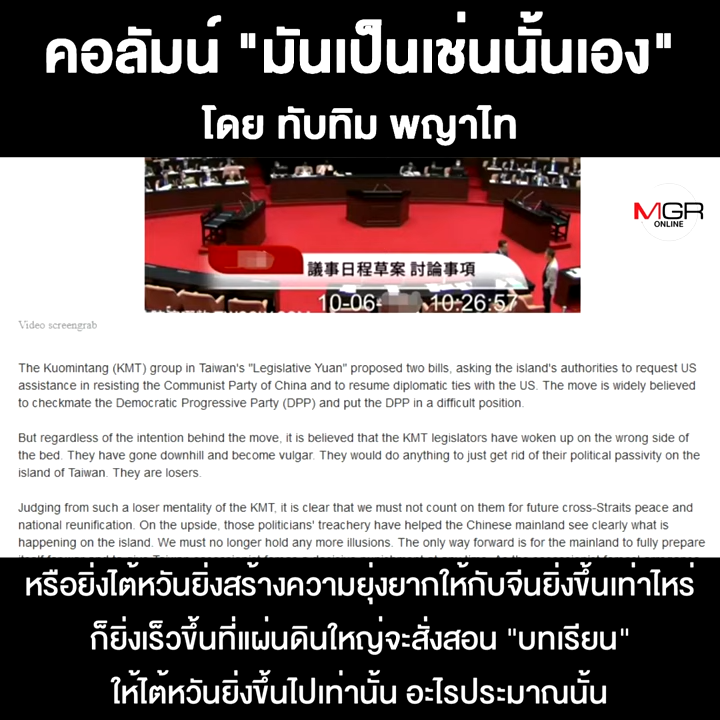 คอลัมน์ "มันเป็นเช่นนั้นเอง"
โดย ทับทิม พญาไท
MGR
ONLINE
議事日程草案 討論事項
10-06- 10:26:57
Video screengrab
The Kuomintang (KMT) group in Taiwan's "Legislative Yuan" proposed two bills, asking the island's authorities to request US
assistance in resisting the Communist Party of China and to resume diplomatic ties with the US. The move is widely believed
to checkmate the Democratic Progressive Party (DPP) and put the DPP in a difficult position.
But regardless of the intention behind the move, it is believed that the KMT legislators have woken up on the wrong side of
the bed. They have gone downhill and become vulgar. They would do anything to just get rid of their political passivity on the
island of Taiwan. They are losers.
Judging from such a loser mentality of the KMT, it is clear that we must not count on them for future cross-Straits peace and
national reunification. On the upside, those politicians' treachery have helped the Chinese mainland see clearly what is
happening on the island. We must no longer hold any more illusions. The only way forward is for the mainland to fully prepare
หรือยิ่งไต้หวันยิ่งสร้างความยุ่งยากให้กับจีนยิ่งขึ้นเท่าไหร่
ก็ยิ่งเร็วขึ้นที่แผ่นดินใหญ่จะสั่งสอน "บทเรียน"
ให้ไต้หวันยิ่งขึ้นไปเท่านั้น อะไรประมาณนั้น